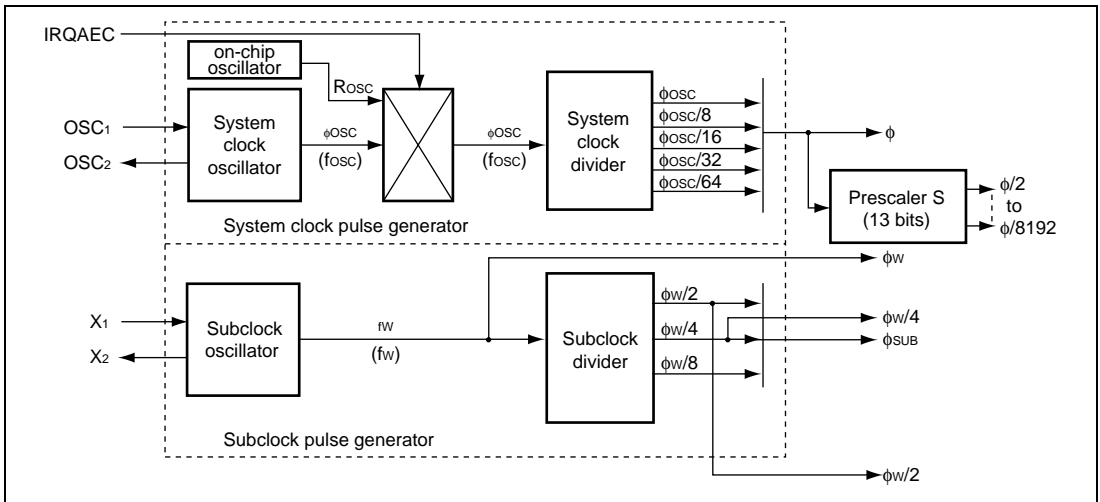 IRQAEC
on-chip
oscillator
ROSC
OSC1
OSC2
System
clock
oscillator
φOSC
(fOSC)
φOSC
(fOSC)
System
clock
divider
φOSC
φOSC/8
φOSC/16
φOSC/32
φOSC/64
φ
Prescaler S
(13 bits)
φ/2
to
φ/8192
System clock pulse generator
φW
X1
X2
Subclock
oscillator
fW
(fW)
Subclock
divider
φW/2
φW/4
φW/8
φW/4
φSUB
Subclock pulse generator
φW/2